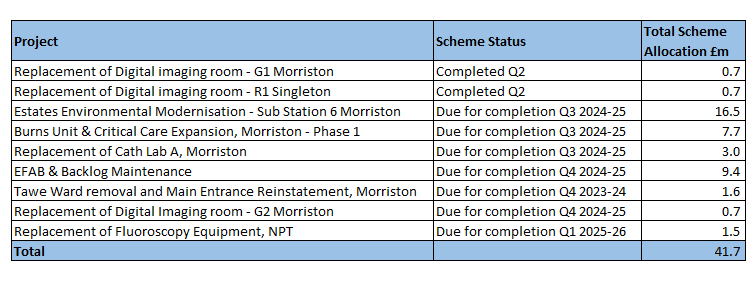 Project Scheme Status Total Scheme Allocation £m
Replacement of Digital imaging room - G1 Morriston Completed Q2 0.7
Replacement of Digital imaging room - R1 Singleton Completed Q2 0.7
Estates Environmental Modernisation - Sub Station 6 Morriston Due for completion Q3 2024-25 16.5
Burns Unit & Critical Care Expansion, Morriston - Phase 1 Due for completion Q3 2024-25 7.7
Replacement of Cath Lab A, Morriston Due for completion Q3 2024-25 3.0
EFAB & Backlog Maintenance Due for completion Q4 2024-25 9.4
Tawe Ward removal and Main Entrance Reinstatement, Morriston Due for completion Q4 2023-24 1.6
Replacement of Digital Imaging room - G2 Morriston Due for completion Q4 2024-25 0.7
Replacement of Fluoroscopy Equipment, NPT Due for completion Q1 2025-26 1.5
Total 41.7